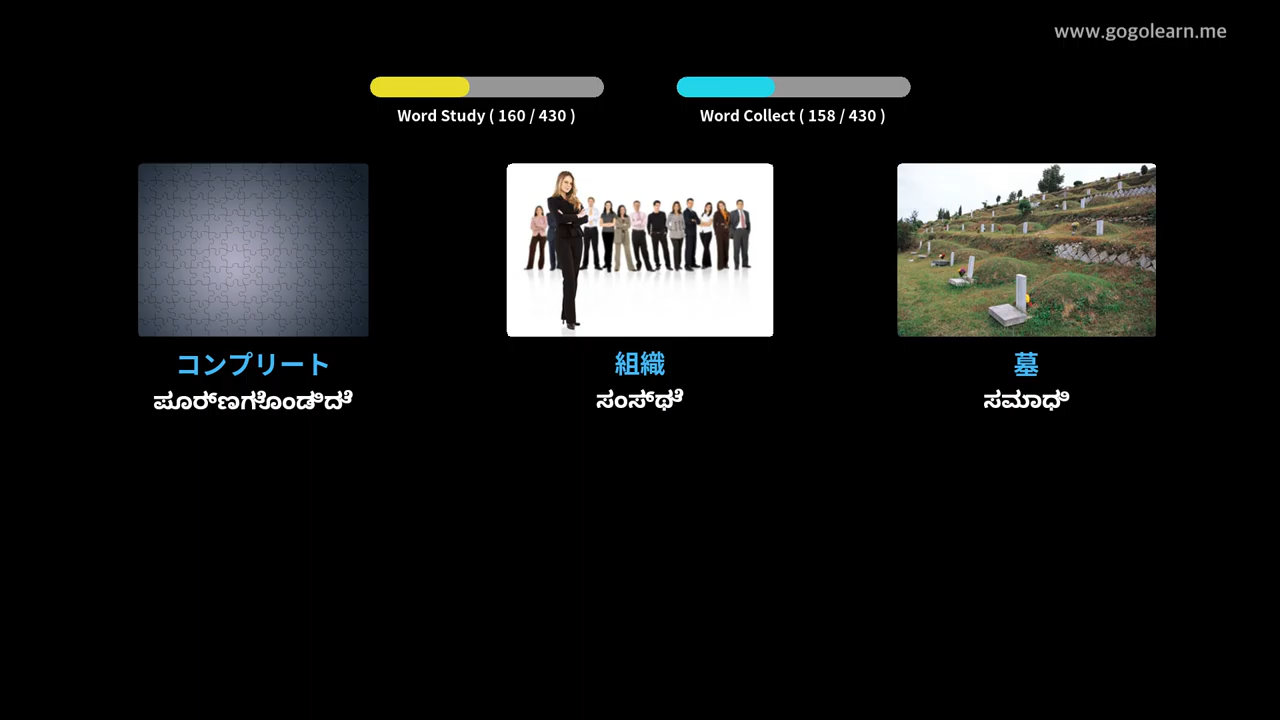 www.gogolearn.me
Word Study ( 160 / 430 )
Word Collect ( 158 / 430 )
コンプリート
組織
墓
ಪೂರ್ಣಗೊಂಡಿದೆ
ಸಂಸ್ಥೆ
ಸಮಾಧಿ